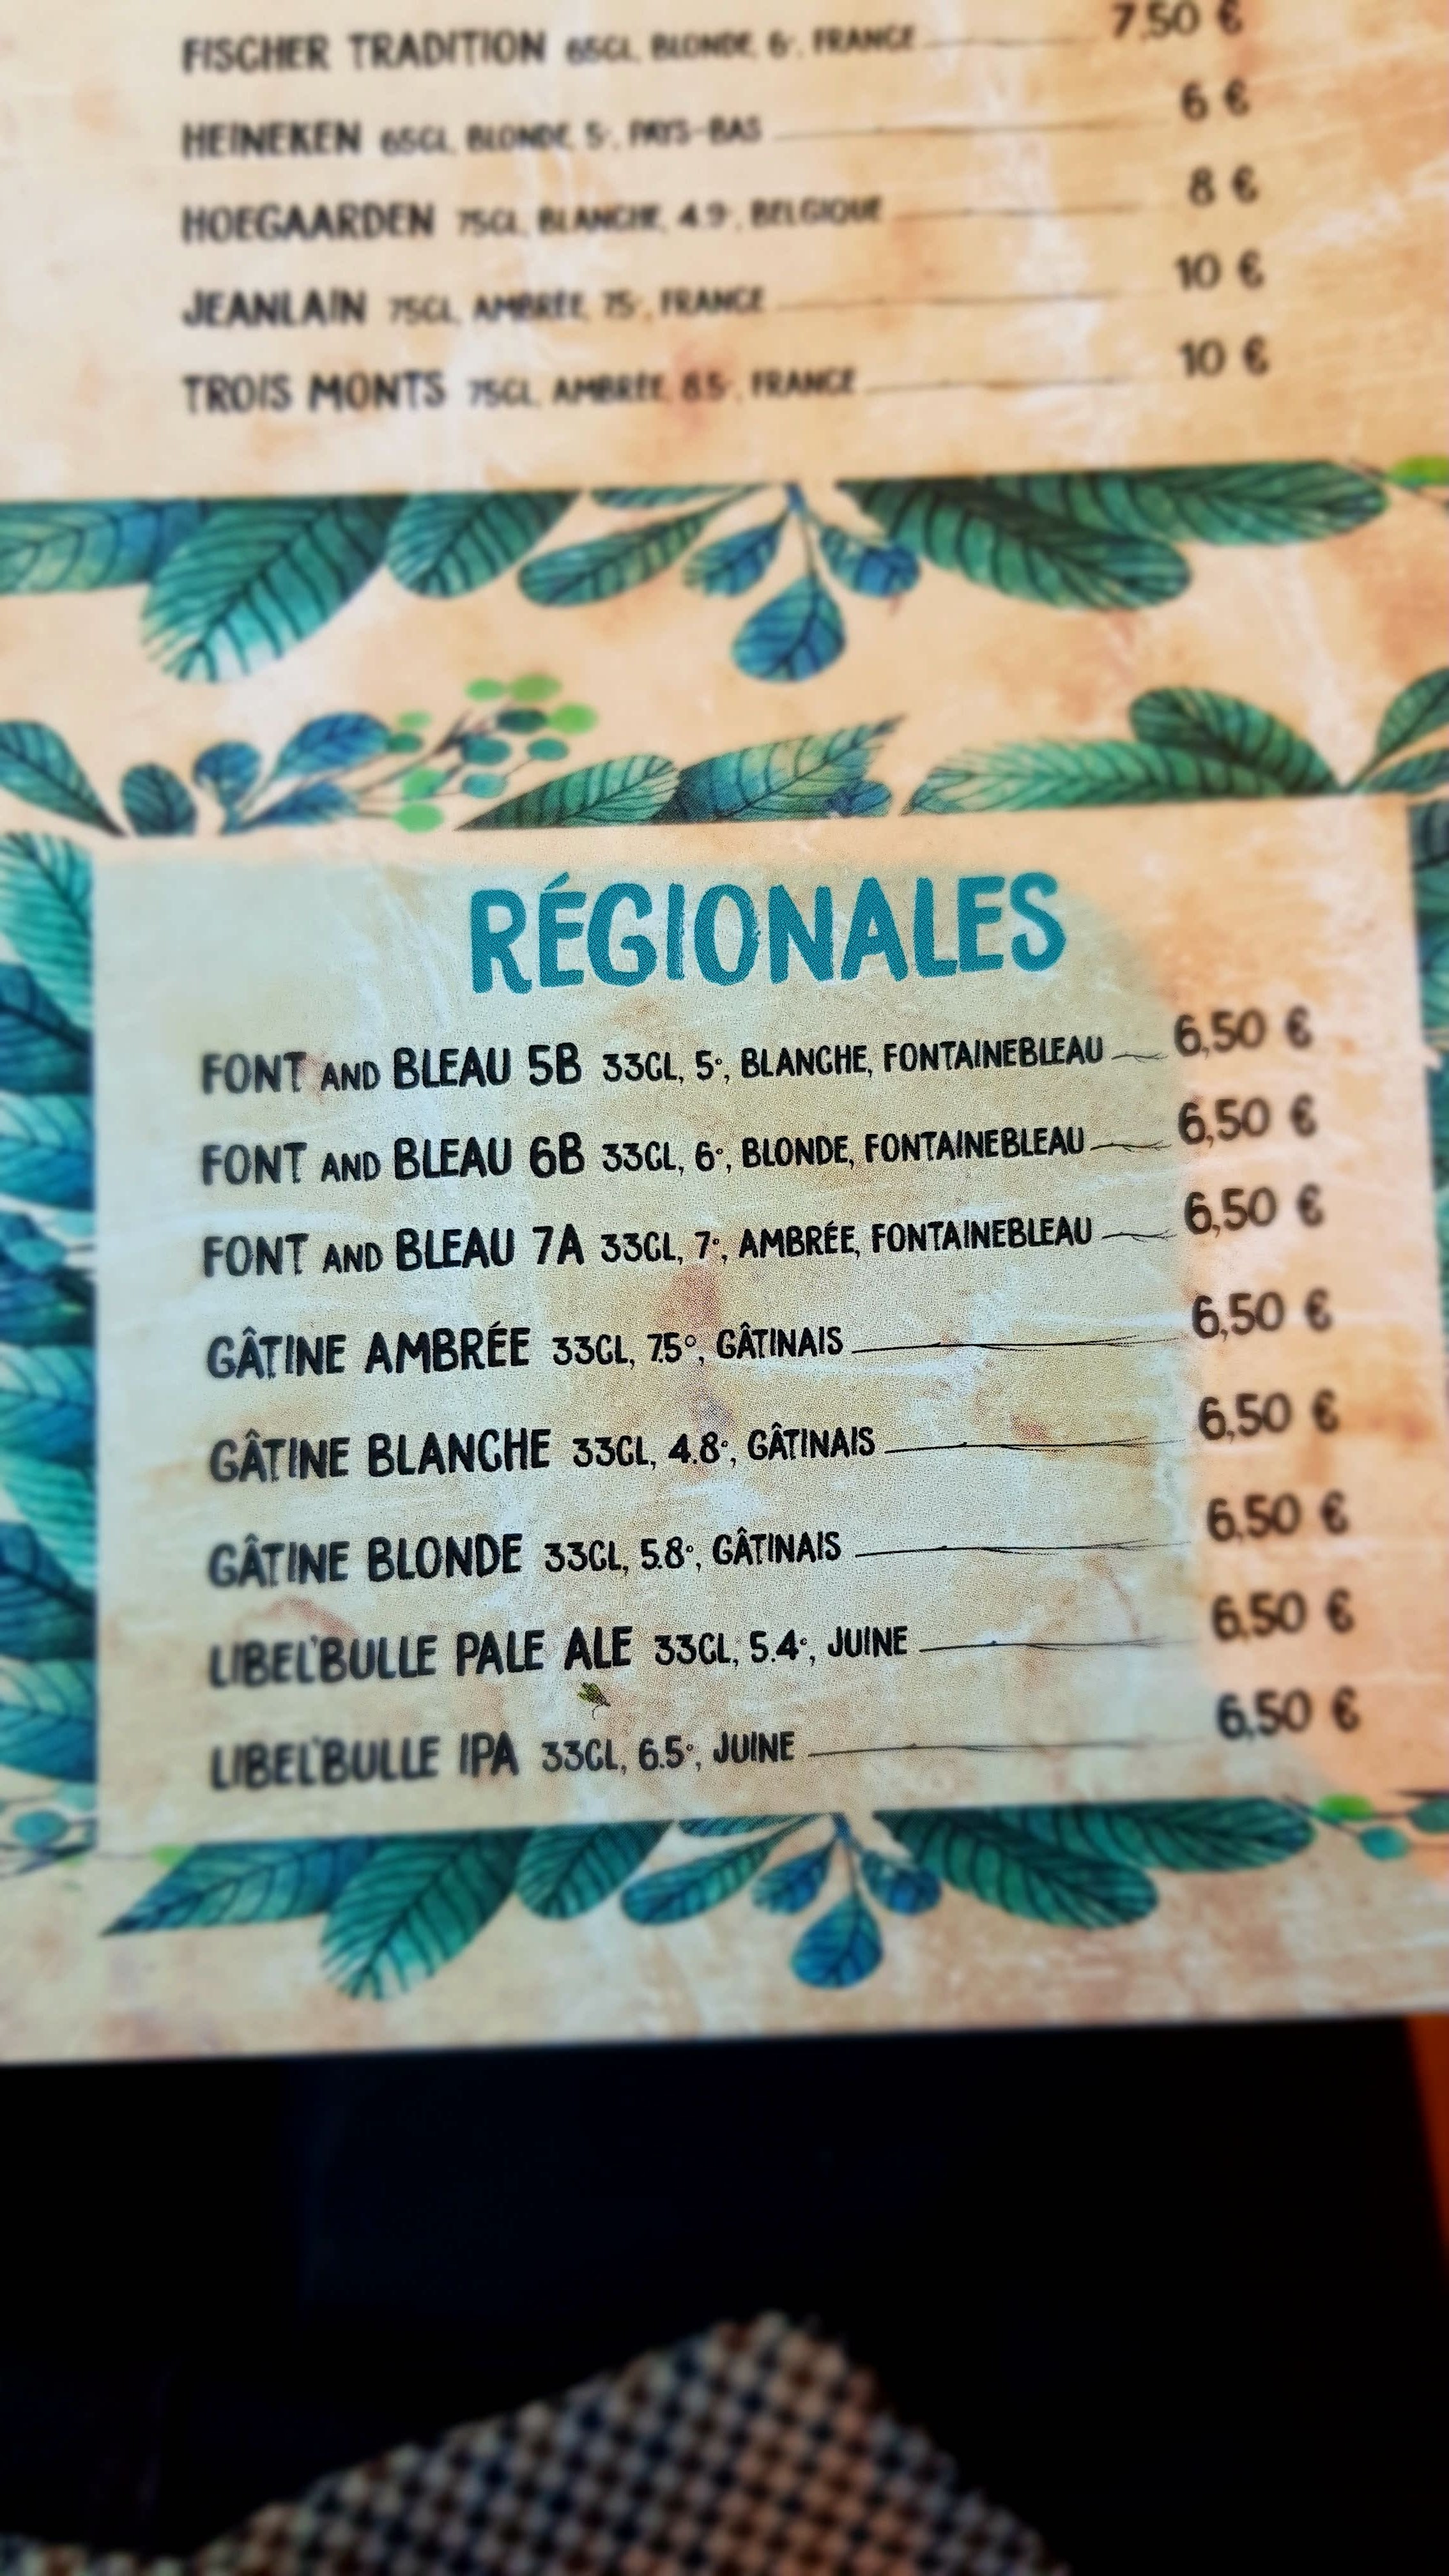 FISCHER TRADITION 65CL, BLONDE, 6°, FRANCE 7,50 €
HEINEKEN 65CL, BLONDE, 5°, PAYS-BAS 6 €
HOEGAARDEN 75CL, BLANCHE, 4.9°, BELGIQUE 8 €
JEANLAIN 75CL, AMBRÉE, 7.5°, FRANCE 10 €
TROIS MONTS 75CL, AMBRÉE, 8.5°, FRANCE 10 €
RÉGIONALES
FONT AND BLEAU 5B 33CL, 5°, BLANCHE, FONTAINEBLEAU 6,50 €
FONT AND BLEAU 6B 33CL, 6°, BLONDE, FONTAINEBLEAU 6,50 €
FONT AND BLEAU 7A 33CL, 7°, AMBRÉE, FONTAINEBLEAU 6,50 €
GÂTINE AMBRÉE 33CL, 7.5°, GÂTINAIS 6,50 €
GÂTINE BLANCHE 33CL, 4.8°, GÂTINAIS 6,50 €
GÂTINE BLONDE 33CL, 5.8°, GÂTINAIS 6,50 €
LIBEL'BULLE PALE ALE 33CL, 5.4°, JUINE 6,50 €
LIBEL'BULLE IPA 33CL, 6.5°, JUINE 6,50 €